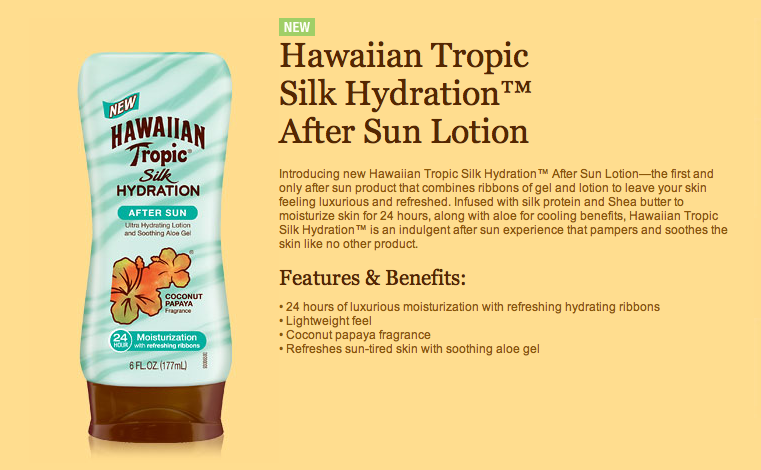 NEW
Hawaiian Tropic
Silk Hydration™
After Sun Lotion
Introducing new Hawaiian Tropic Silk Hydration™ After Sun Lotion—the first and
only after sun product that combines ribbons of gel and lotion to leave your skin
feeling luxurious and refreshed. Infused with silk protein and Shea butter to
moisturize skin for 24 hours, along with aloe for cooling benefits, Hawaiian Tropic
Silk Hydration™ is an indulgent after sun experience that pampers and soothes the
skin like no other product.
Features & Benefits:
• 24 hours of luxurious moisturization with refreshing hydrating ribbons
• Lightweight feel
• Coconut papaya fragrance
• Refreshes sun-tired skin with soothing aloe gel
NEW
HAWAIIAN
Tropic®
Silk
HYDRATION
AFTER SUN
Ultra Hydrating Lotion
and Soothing Aloe Gel
COCONUT
PAPAYA
Fragrance
24
HOUR
Moisturization
with refreshing ribbons
6 FL.OZ. (177mL)